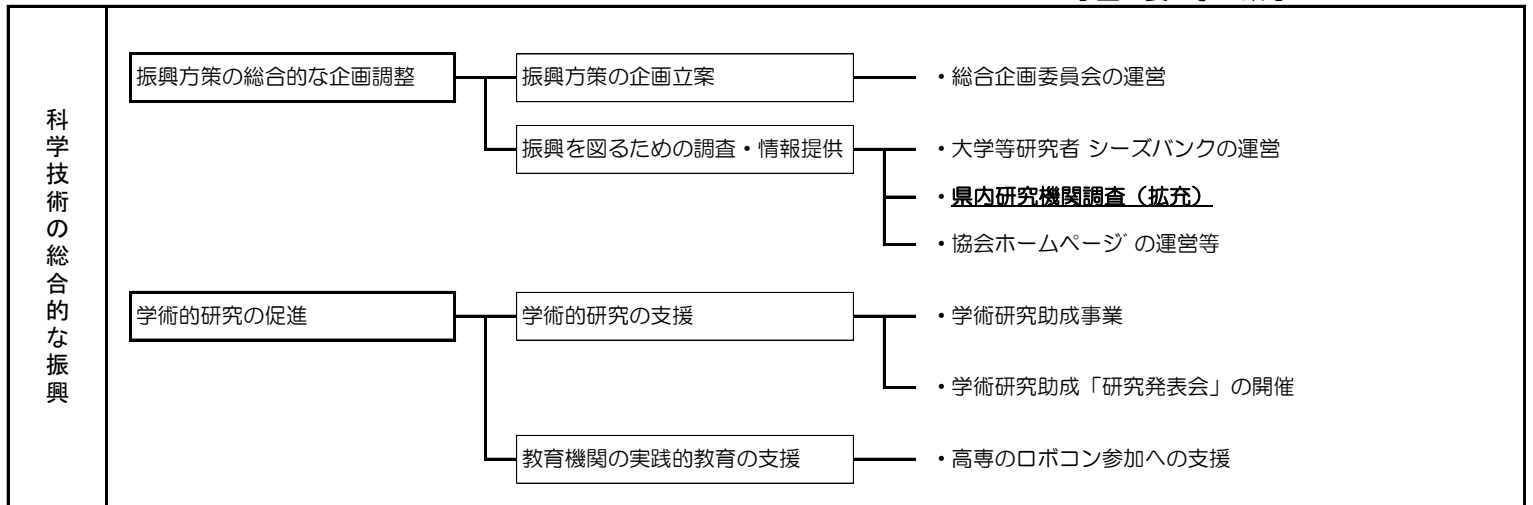 科学技術の総合的な振興
振興方策の総合的な企画調整
振興方策の企画立案
・総合企画委員会の運営
振興を図るための調査・情報提供
・大学等研究者 シーズバンクの運営
・県内研究機関調査（拡充）
・協会ホームページの運営等
学術的研究の促進
学術的研究の支援
・学術研究助成事業
・学術研究助成「研究発表会」の開催
教育機関の実践的教育の支援
・高専のロボコン参加への支援